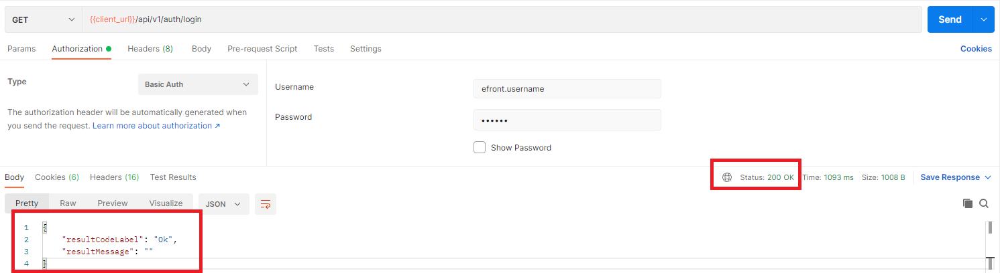 GET {{client_url}}/api/v1/auth/login Send
Params Authorization Headers (8) Body Pre-request Script Tests Settings Cookies
Type Basic Auth
The authorization header will be automatically generated when
you send the request. Learn more about authorization ↗
Username efront.username
Password ••••••
Show Password
Body Cookies (6) Headers (16) Test Results Status: 200 OK Time: 1093 ms Size: 1008 B Save Response
Pretty Raw Preview Visualize JSON
1 {
2 "resultCodeLabel": "Ok",
3 "resultMessage": ""
4 }